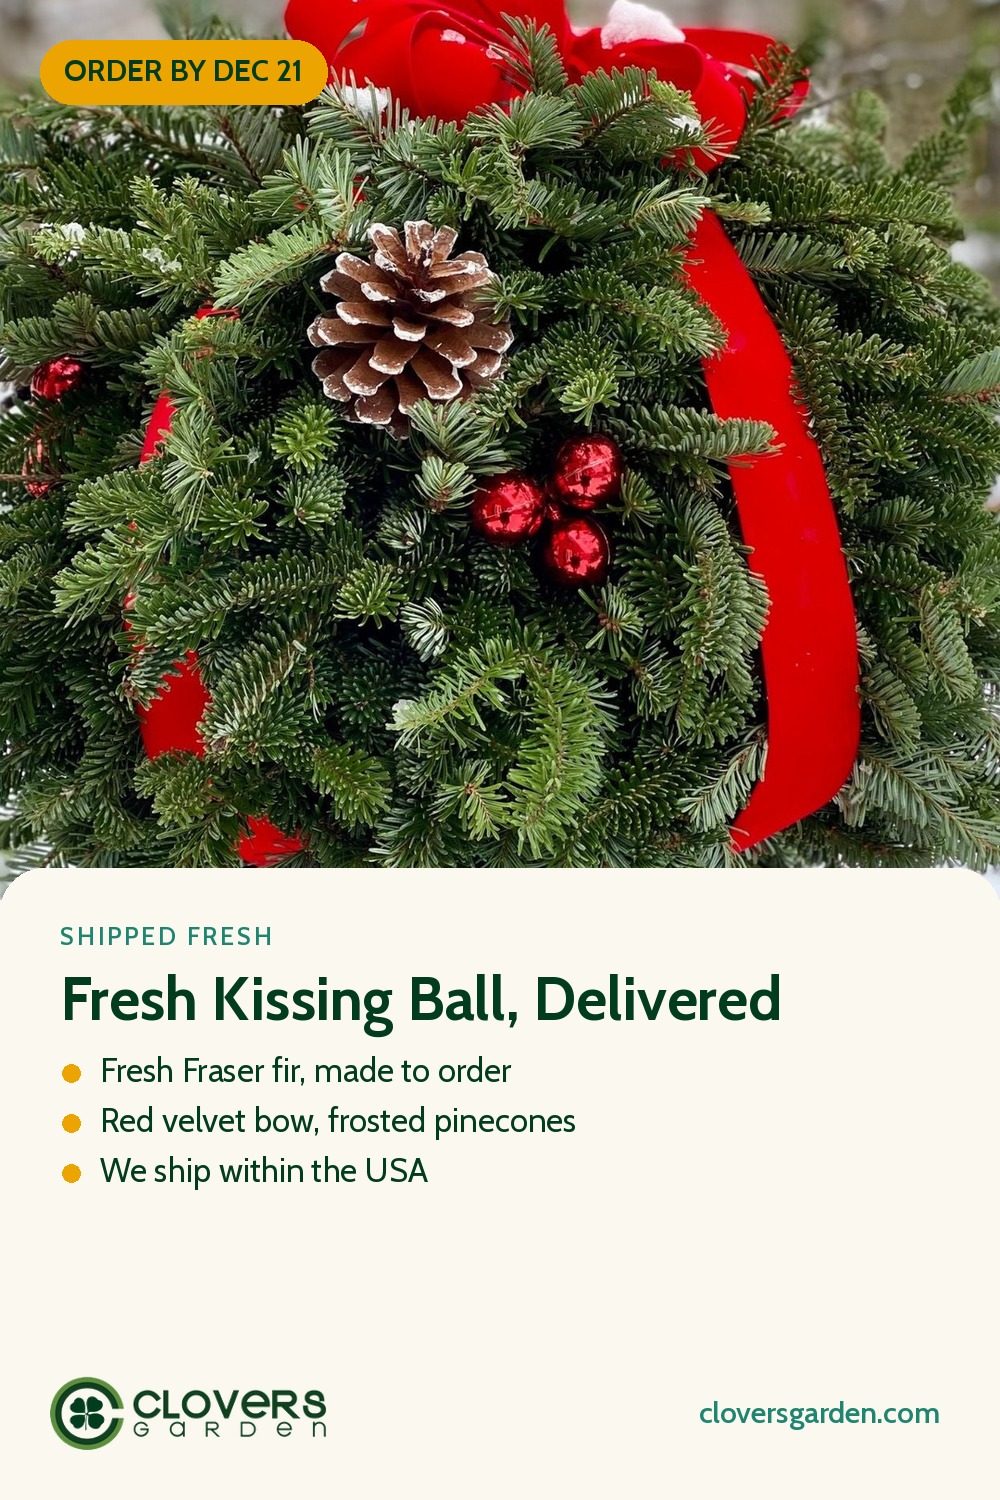 ORDER BY DEC 21
SHIPPED FRESH
Fresh Kissing Ball, Delivered
Fresh Fraser fir, made to order
Red velvet bow, frosted pinecones
We ship within the USA
CLOVERS
GARDEN
cloversgarden.com